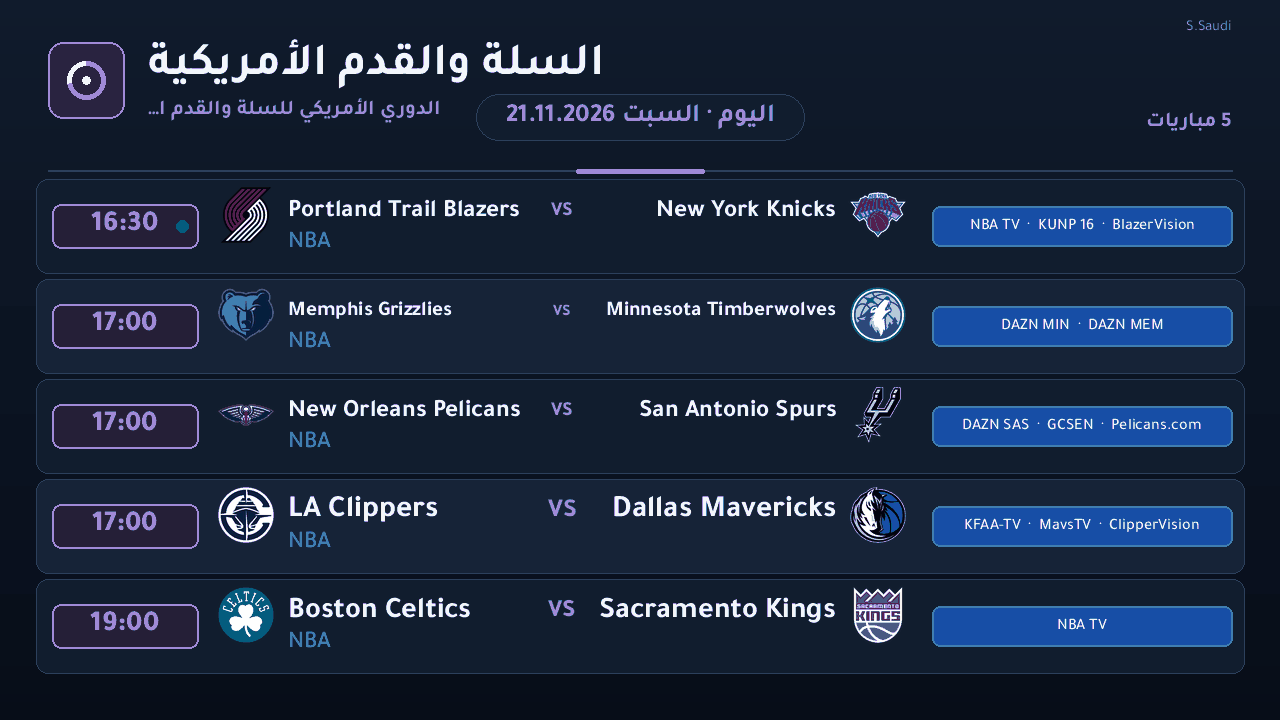 S.Saudi
السلة والقدم الأمريكية
الدوري الأمريكي للسلة والقدم ا...
اليوم · السبت 21.11.2026
5 مباريات
16:30
Portland Trail Blazers VS New York Knicks
NBA
NBA TV · KUNP 16 · BlazerVision
17:00
Memphis Grizzlies VS Minnesota Timberwolves
NBA
DAZN MIN · DAZN MEM
17:00
New Orleans Pelicans VS San Antonio Spurs
NBA
DAZN SAS · GCSEN · Pelicans.com
17:00
LA Clippers VS Dallas Mavericks
NBA
KFAA-TV · MavsTV · ClipperVision
19:00
CELTICS
Boston Celtics VS Sacramento Kings
NBA
SACRAMENTO
KINGS
NBA TV